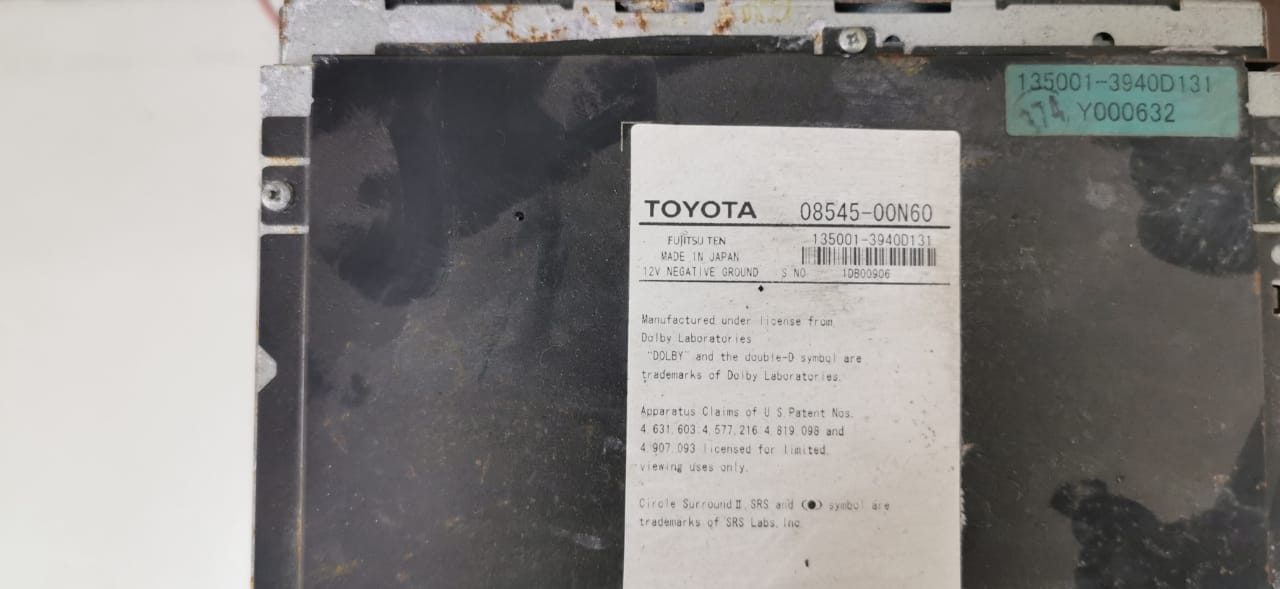 135001-3940D131
374 Y000632
TOYOTA 08545-00N60
FUJITSU TEN 135001-3940D131
MADE IN JAPAN
12V NEGATIVE GROUND S.NO. 1DB00906
Manufactured under license from
Dolby Laboratories.
"DOLBY" and the double-D symbol are
trademarks of Dolby Laboratories.
Apparatus Claims of U.S.Patent Nos.
4,631,603.4,577,216.4,819,098 and
4,907,093 licensed for limited
viewing uses only.
Circle Surround II, SRS and (●) symbol are
trademarks of SRS Labs, Inc.